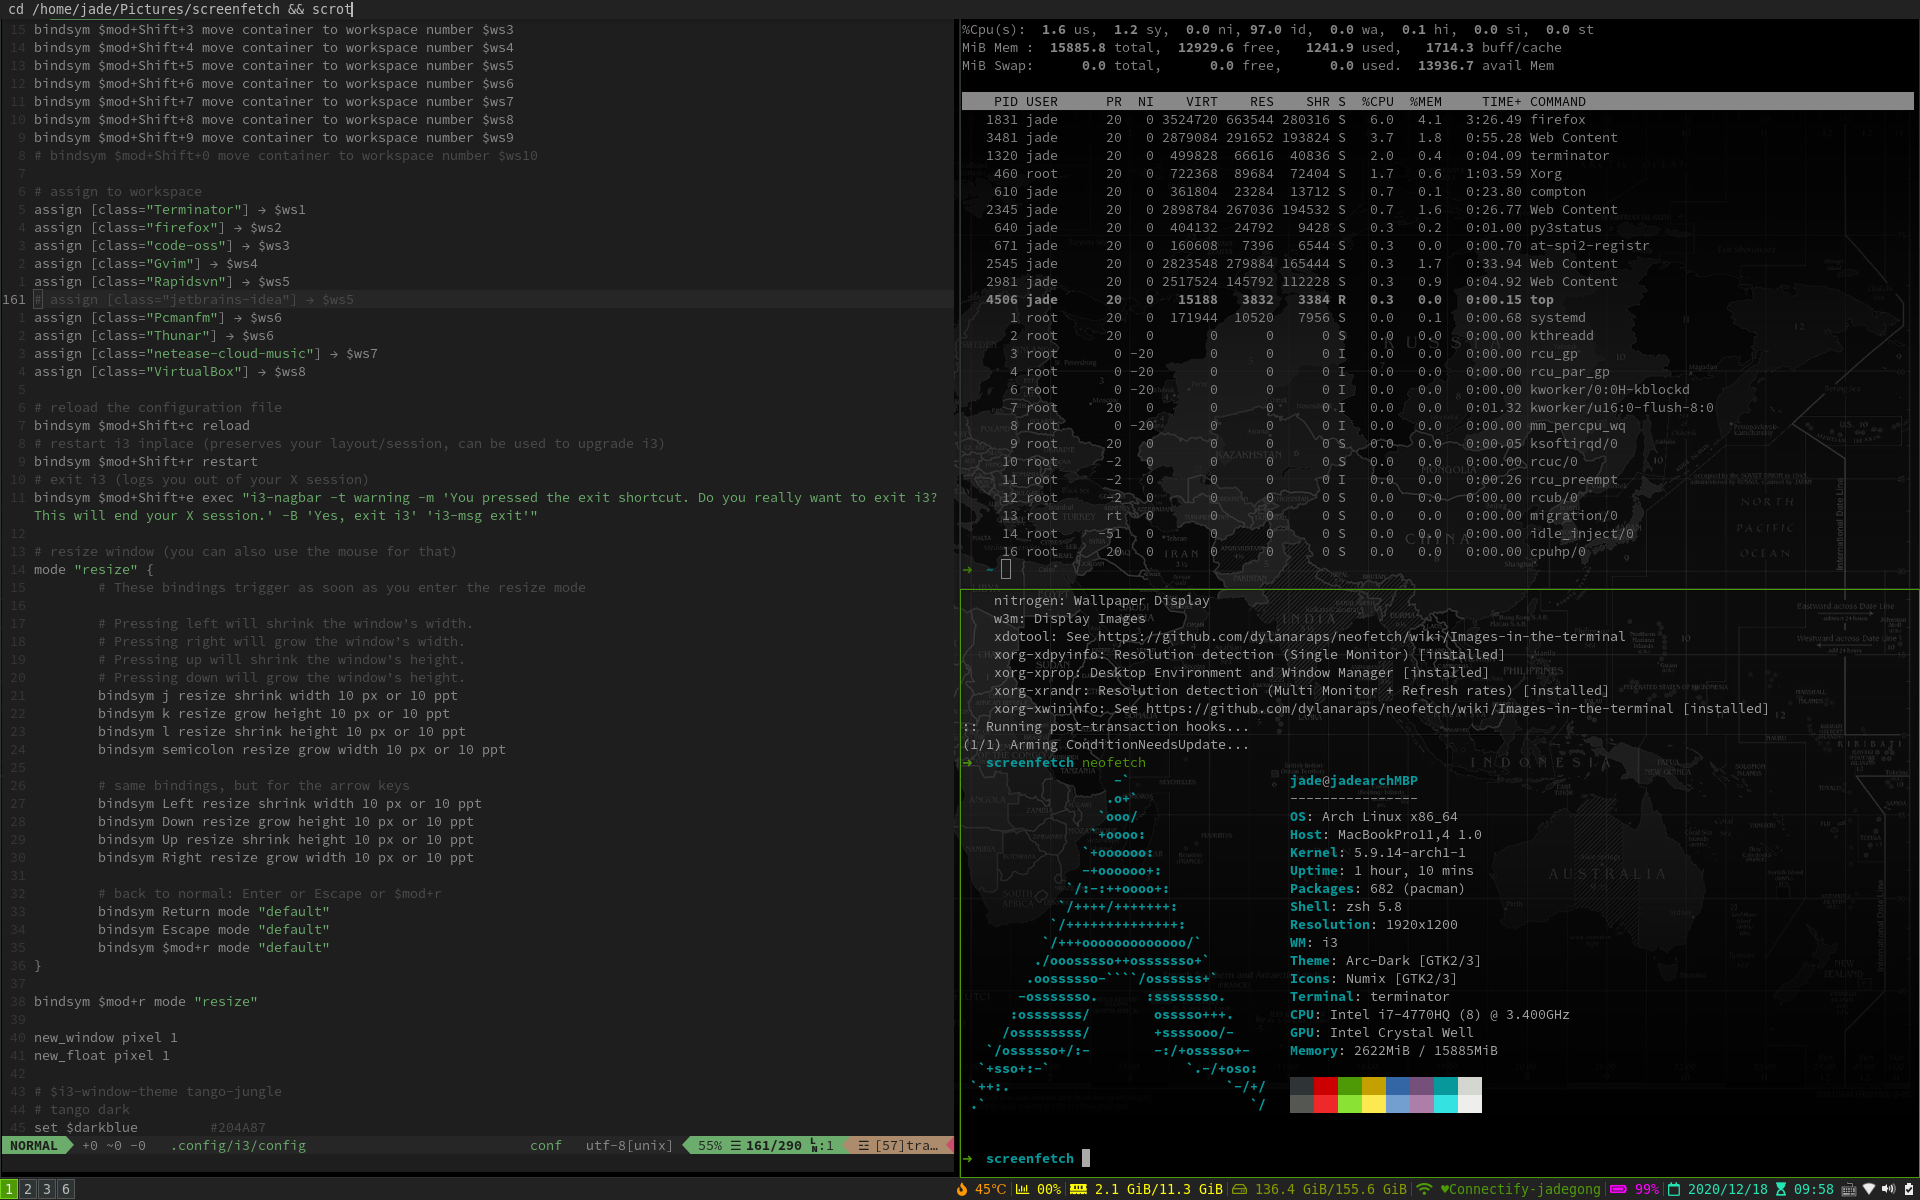 cd /home/jade/Pictures/screenfetch && scrot
15 bindsym $mod+Shift+3 move container to workspace number $ws3
14 bindsym $mod+Shift+4 move container to workspace number $ws4
13 bindsym $mod+Shift+5 move container to workspace number $ws5
12 bindsym $mod+Shift+6 move container to workspace number $ws6
11 bindsym $mod+Shift+7 move container to workspace number $ws7
10 bindsym $mod+Shift+8 move container to workspace number $ws8
9 bindsym $mod+Shift+9 move container to workspace number $ws9
8 # bindsym $mod+Shift+0 move container to workspace number $ws10
7
6 # assign to workspace
5 assign [class="Terminator"] → $ws1
4 assign [class="firefox"] → $ws2
3 assign [class="code-oss"] → $ws3
2 assign [class="Gvim"] → $ws4
1 assign [class="Rapidsvn"] → $ws5
161 # assign [class="jetbrains-idea"] → $ws5
1 assign [class="Pcmanfm"] → $ws6
2 assign [class="Thunar"] → $ws6
3 assign [class="netease-cloud-music"] → $ws7
4 assign [class="VirtualBox"] → $ws8
5
6 # reload the configuration file
7 bindsym $mod+Shift+c reload
8 # restart i3 inplace (preserves your layout/session, can be used to upgrade i3)
9 bindsym $mod+Shift+r restart
10 # exit i3 (logs you out of your X session)
11 bindsym $mod+Shift+e exec "i3-nagbar -t warning -m 'You pressed the exit shortcut. Do you really want to exit i3?
This will end your X session.' -B 'Yes, exit i3' 'i3-msg exit'"
12
13 # resize window (you can also use the mouse for that)
14 mode "resize" {
15 # These bindings trigger as soon as you enter the resize mode
16
17 # Pressing left will shrink the window's width.
18 # Pressing right will grow the window's width.
19 # Pressing up will shrink the window's height.
20 # Pressing down will grow the window's height.
21 bindsym j resize shrink width 10 px or 10 ppt
22 bindsym k resize grow height 10 px or 10 ppt
23 bindsym l resize shrink height 10 px or 10 ppt
24 bindsym semicolon resize grow width 10 px or 10 ppt
25
26 # same bindings, but for the arrow keys
27 bindsym Left resize shrink width 10 px or 10 ppt
28 bindsym Down resize grow height 10 px or 10 ppt
29 bindsym Up resize shrink height 10 px or 10 ppt
30 bindsym Right resize grow width 10 px or 10 ppt
31
32 # back to normal: Enter or Escape or $mod+r
33 bindsym Return mode "default"
34 bindsym Escape mode "default"
35 bindsym $mod+r mode "default"
36 }
37
38 bindsym $mod+r mode "resize"
39
40 new_window pixel 1
41 new_float pixel 1
42
43 # $i3-window-theme tango-jungle
44 # tango dark
45 set $darkblue #204A87
NORMAL +0 ~0 -0 .config/i3/config conf utf-8[unix] 55% ☰ 161/290 :1 [57]tra…
%Cpu(s): 1.6 us, 1.2 sy, 0.0 ni, 97.0 id, 0.0 wa, 0.1 hi, 0.0 si, 0.0 st
MiB Mem : 15885.8 total, 12929.6 free, 1241.9 used, 1714.3 buff/cache
MiB Swap: 0.0 total, 0.0 free, 0.0 used. 13936.7 avail Mem
PID USER PR NI VIRT RES SHR S %CPU %MEM TIME+ COMMAND
1831 jade 20 0 3524720 663544 280316 S 6.0 4.1 3:26.49 firefox
3481 jade 20 0 2879084 291652 193824 S 3.7 1.8 0:55.28 Web Content
1320 jade 20 0 499828 66616 40836 S 2.0 0.4 0:04.09 terminator
460 root 20 0 722368 89684 72404 S 1.7 0.6 1:03.59 Xorg
610 jade 20 0 361804 23284 13712 S 0.7 0.1 0:23.80 compton
2345 jade 20 0 2898784 267036 194532 S 0.7 1.6 0:26.77 Web Content
640 jade 20 0 404132 24792 9428 S 0.3 0.2 0:01.00 py3status
671 jade 20 0 160608 7396 6544 S 0.3 0.0 0:00.70 at-spi2-registr
2545 jade 20 0 2823548 279884 165444 S 0.3 1.7 0:33.94 Web Content
2981 jade 20 0 2517524 145792 112228 S 0.3 0.9 0:04.92 Web Content
4506 jade 20 0 15188 3832 3384 R 0.3 0.0 0:00.15 top
1 root 20 0 171944 10520 7956 S 0.0 0.1 0:00.68 systemd
2 root 20 0 0 0 0 S 0.0 0.0 0:00.00 kthreadd
3 root 0 -20 0 0 0 I 0.0 0.0 0:00.00 rcu_gp
4 root 0 -20 0 0 0 I 0.0 0.0 0:00.00 rcu_par_gp
6 root 0 -20 0 0 0 I 0.0 0.0 0:00.00 kworker/0:0H-kblockd
7 root 20 0 0 0 0 I 0.0 0.0 0:01.32 kworker/u16:0-flush-8:0
8 root 0 -20 0 0 0 I 0.0 0.0 0:00.00 mm_percpu_wq
9 root 20 0 0 0 0 S 0.0 0.0 0:00.05 ksoftirqd/0
10 root -2 0 0 0 0 S 0.0 0.0 0:00.00 rcuc/0
11 root -2 0 0 0 0 I 0.0 0.0 0:00.26 rcu_preempt
12 root -2 0 0 0 0 S 0.0 0.0 0:00.00 rcub/0
13 root rt 0 0 0 0 S 0.0 0.0 0:00.00 migration/0
14 root -51 0 0 0 0 S 0.0 0.0 0:00.00 idle_inject/0
16 root 20 0 0 0 0 S 0.0 0.0 0:00.00 cpuhp/0
→ ~
nitrogen: Wallpaper Display
w3m: Display Images
xdotool: See https://github.com/dylanaraps/neofetch/wiki/Images-in-the-terminal
xorg-xdpyinfo: Resolution detection (Single Monitor) [installed]
xorg-xprop: Desktop Environment and Window Manager [installed]
xorg-xrandr: Resolution detection (Multi Monitor + Refresh rates) [installed]
xorg-xwininfo: See https://github.com/dylanaraps/neofetch/wiki/Images-in-the-terminal [installed]
:: Running post-transaction hooks...
(1/1) Arming ConditionNeedsUpdate...
→ screenfetch neofetch
jade@jadearchMBP
----------------
OS: Arch Linux x86_64
Host: MacBookPro11,4 1.0
Kernel: 5.9.14-arch1-1
Uptime: 1 hour, 10 mins
Packages: 682 (pacman)
Shell: zsh 5.8
Resolution: 1920x1200
WM: i3
Theme: Arc-Dark [GTK2/3]
Icons: Numix [GTK2/3]
Terminal: terminator
CPU: Intel i7-4770HQ (8) @ 3.400GHz
GPU: Intel Crystal Well
Memory: 2622MiB / 15885MiB
→ screenfetch
1 2 3 6
45°C 00% 2.1 GiB/11.3 GiB 136.4 GiB/155.6 GiB ♥Connectify-jadegong 99% 2020/12/18 09:58
RUSSIA
KAZAKHSTAN
MONGOLIA
CHINA
IRAN
INDIA
NORTH
PACIFIC
OCEAN
PHILIPPINES
INDONESIA
AUSTRALIA
International Date Line
Eastward across Date Line
Westward across Date Line